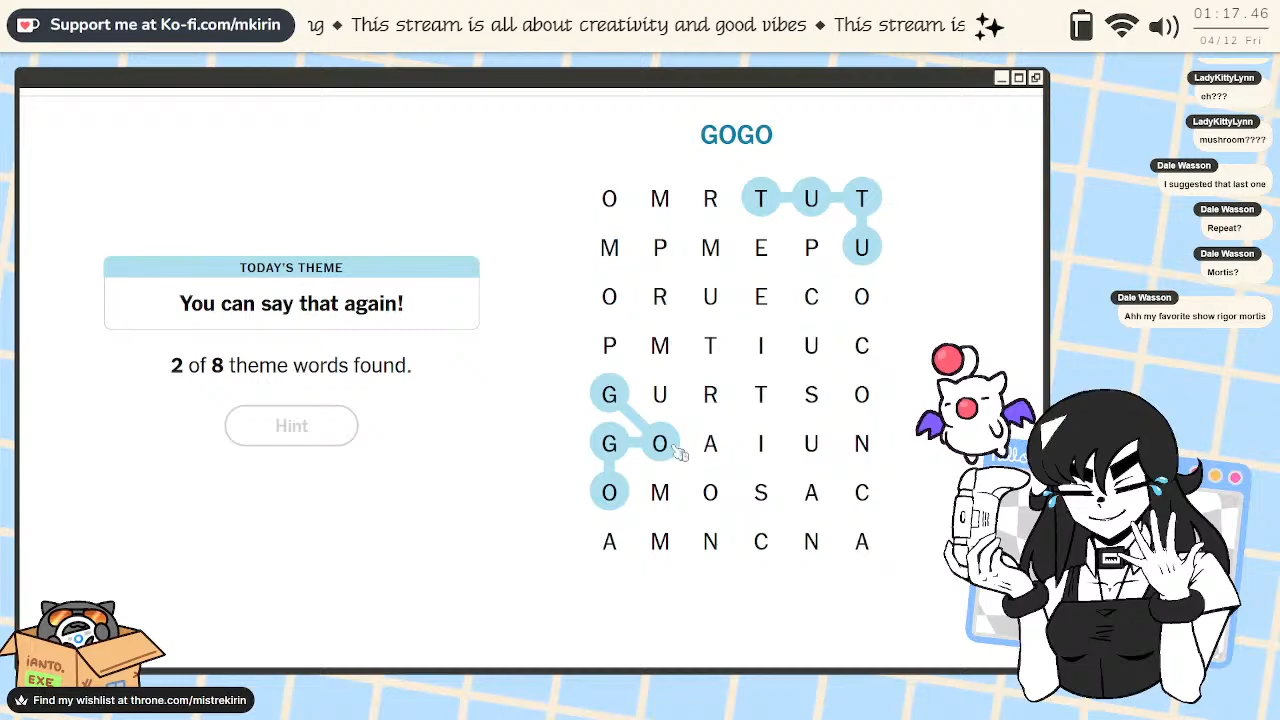 Support me at Ko-fi.com/mkirin
ng ◆ This stream is all about creativity and good vibes ◆ This stream is
01:17.46
04/12 Fri
LadyKittyLynn
eh???
LadyKittyLynn
mushroom????
Dale Wasson
I suggested that last one
Dale Wasson
Repeat?
Dale Wasson
Mortis?
Dale Wasson
Ahh my favorite show rigor mortis
TODAY'S THEME
You can say that again!
2 of 8 theme words found.
Hint
GOGO
O M R T U T
M P M E P U
O R U E C O
P M T I U C
G U R T S O
G O A I U N
O M O S A C
A M N C N A
iANTO.
EXE
Find my wishlist at throne.com/mistrekirin